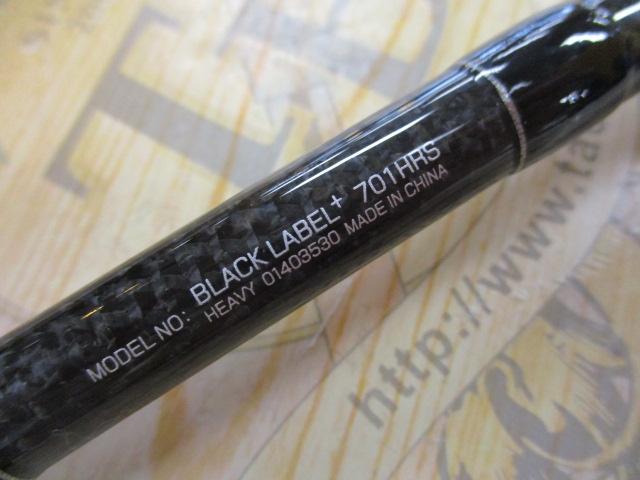 MODEL NO: BLACK LABEL+ 701HRS
HEAVY 01403530 MADE IN CHINA
http://www.ta